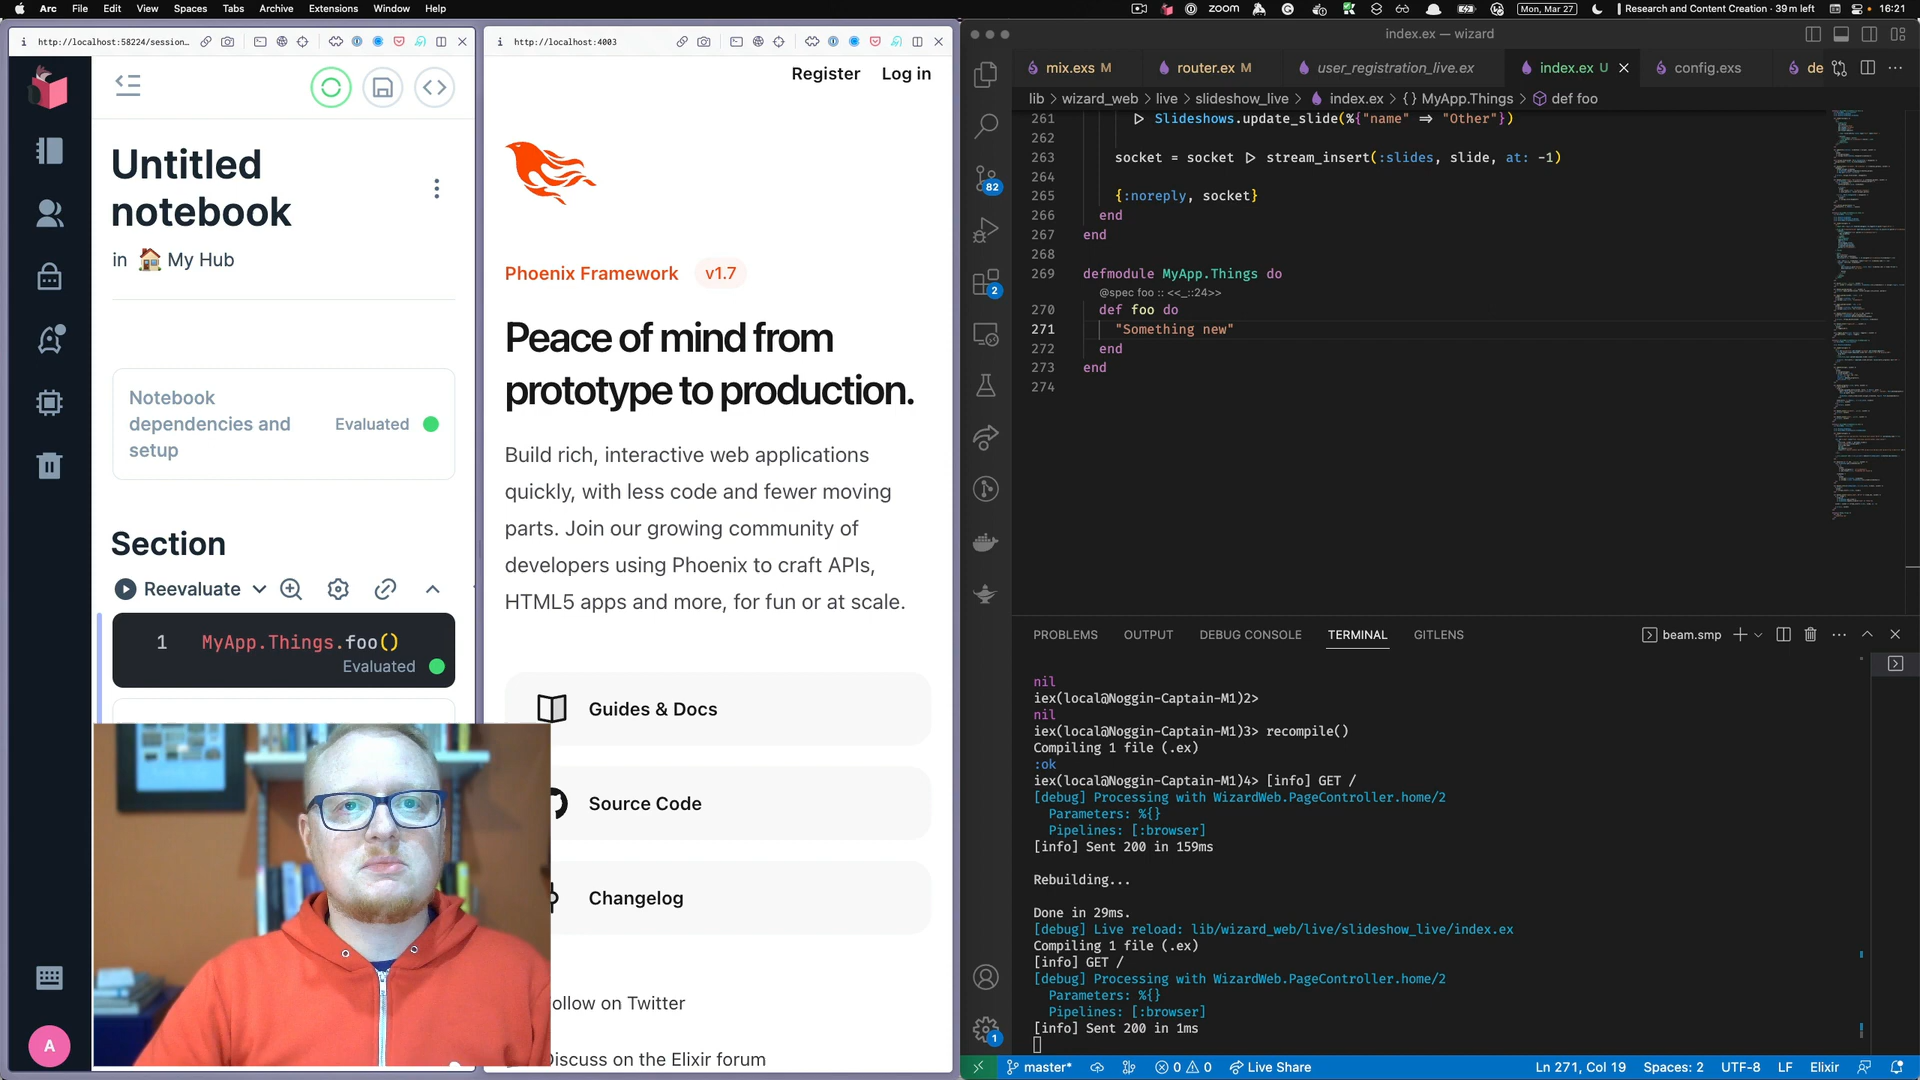 Arc File Edit View Spaces Tabs Archive Extensions Window Help
zoom Mon, Mar 27 Research and Content Creation · 39 m left 16:21
http://localhost:58224/session...
Untitled
notebook
in 🏠 My Hub
Notebook
dependencies and
setup
Evaluated
Section
Reevaluate
1 MyApp.Things.foo()
Evaluated
A
http://localhost:4003
Register Log in
Phoenix Framework v1.7
Peace of mind from
prototype to production.
Build rich, interactive web applications
quickly, with less code and fewer moving
parts. Join our growing community of
developers using Phoenix to craft APIs,
HTML5 apps and more, for fun or at scale.
Guides & Docs
Source Code
Changelog
ollow on Twitter
Discuss on the Elixir forum
index.ex — wizard
mix.exs M router.ex M user_registration_live.ex index.ex U config.exs de
lib > wizard_web > live > slideshow_live > index.ex > {} MyApp.Things > def foo
82
2
1
261 |> Slideshows.update_slide(%{"name" => "Other"})
262
263 socket = socket |> stream_insert(:slides, slide, at: -1)
264
265 {:noreply, socket}
266 end
267 end
268
269 defmodule MyApp.Things do
@spec foo :: <<_::24>>
270 def foo do
271 "Something new"
272 end
273 end
274
PROBLEMS OUTPUT DEBUG CONSOLE TERMINAL GITLENS
beam.smp
nil
iex(local@Noggin-Captain-M1)2>
nil
iex(local@Noggin-Captain-M1)3> recompile()
Compiling 1 file (.ex)
:ok
iex(local@Noggin-Captain-M1)4> [info] GET /
[debug] Processing with WizardWeb.PageController.home/2
Parameters: %{}
Pipelines: [:browser]
[info] Sent 200 in 159ms
Rebuilding...
Done in 29ms.
[debug] Live reload: lib/wizard_web/live/slideshow_live/index.ex
Compiling 1 file (.ex)
[info] GET /
[debug] Processing with WizardWeb.PageController.home/2
Parameters: %{}
Pipelines: [:browser]
[info] Sent 200 in 1ms
master* 0 0 Live Share
Ln 271, Col 19 Spaces: 2 UTF-8 LF Elixir